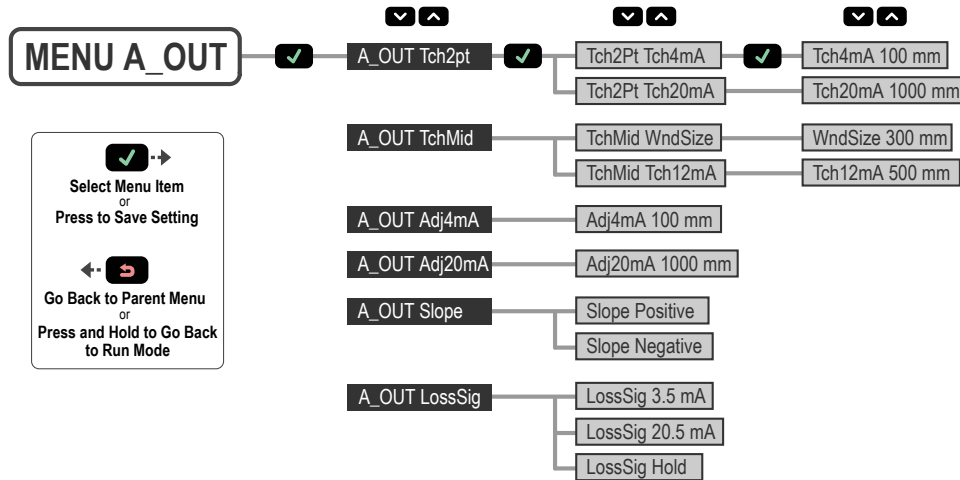 MENU A_OUT
A_OUT Tch2pt
Tch2Pt Tch4mA
Tch4mA 100 mm
Tch2Pt Tch20mA
Tch20mA 1000 mm
A_OUT TchMid
TchMid WndSize
WndSize 300 mm
TchMid Tch12mA
Tch12mA 500 mm
A_OUT Adj4mA
Adj4mA 100 mm
A_OUT Adj20mA
Adj20mA 1000 mm
A_OUT Slope
Slope Positive
Slope Negative
A_OUT LossSig
LossSig 3.5 mA
LossSig 20.5 mA
LossSig Hold
Select Menu Item
or
Press to Save Setting
Go Back to Parent Menu
or
Press and Hold to Go Back
to Run Mode